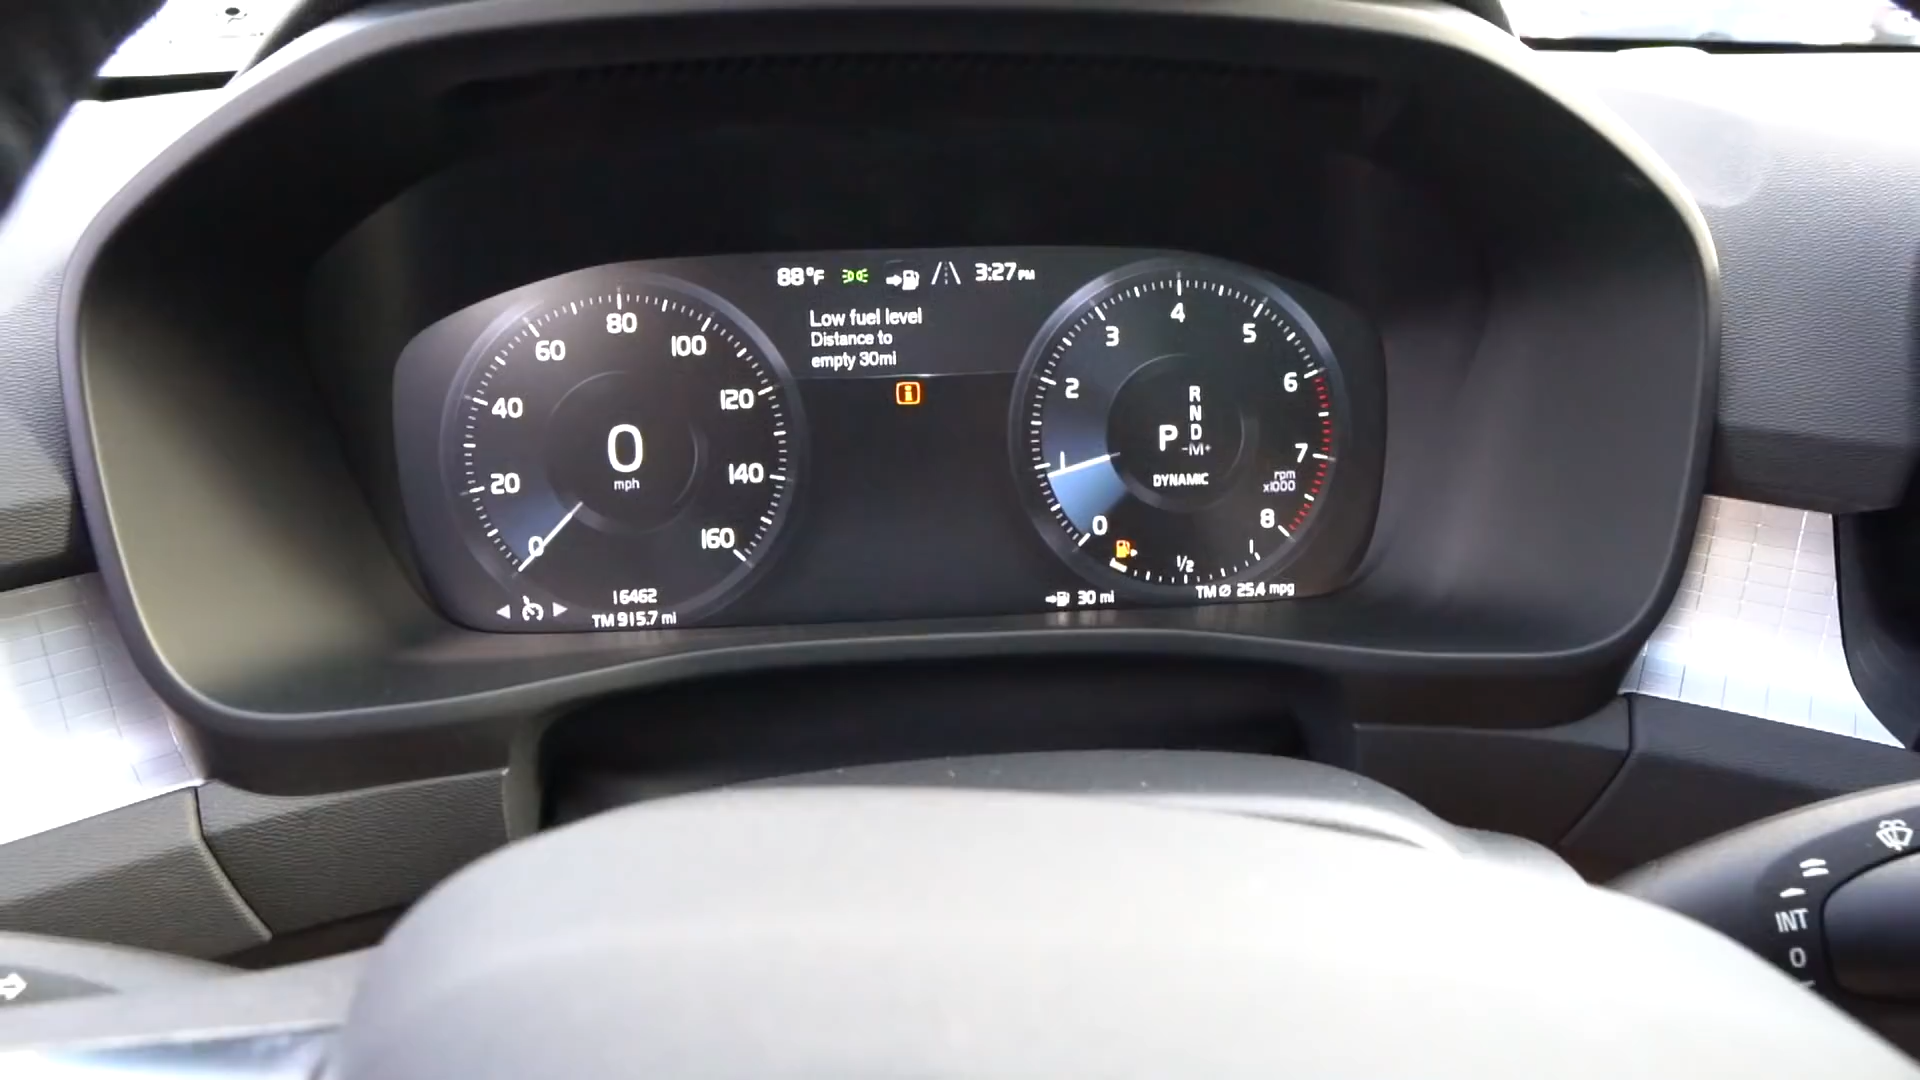 88°F 3:27 PM
Low fuel level
Distance to
empty 30mi
0
20
40
60
80
100
120
140
160
0
mph
16462
TM 915.7 mi
0
1
2
3
4
5
6
7
8
rpm
x1000
R
N
P D
-M+
DYNAMIC
1/2
1
30 mi
TM Ø 25.4 mpg
INT
0